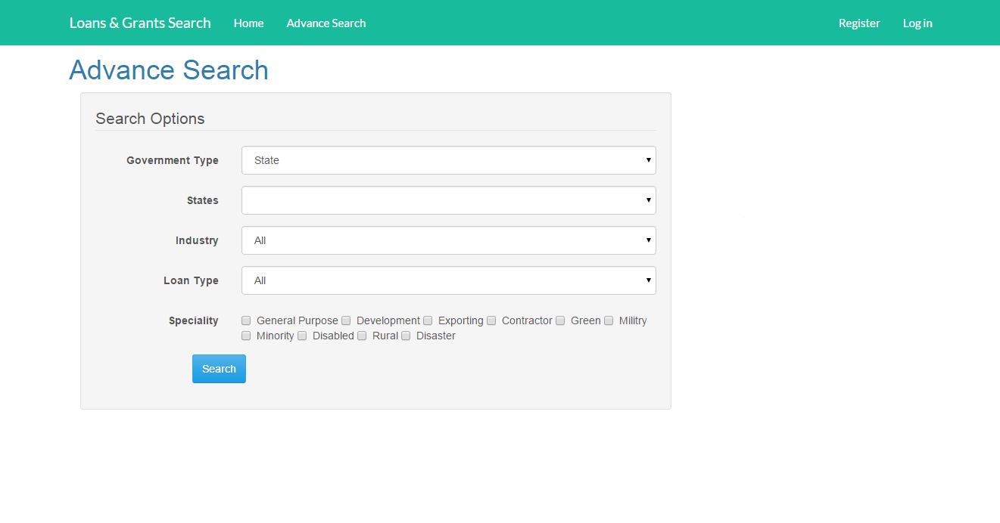 Loans & Grants Search Home Advance Search Register Log in
Advance Search
Search Options
Government Type State
States
Industry All
Loan Type All
Speciality General Purpose Development Exporting Contractor Green Militry
Minority Disabled Rural Disaster
Search